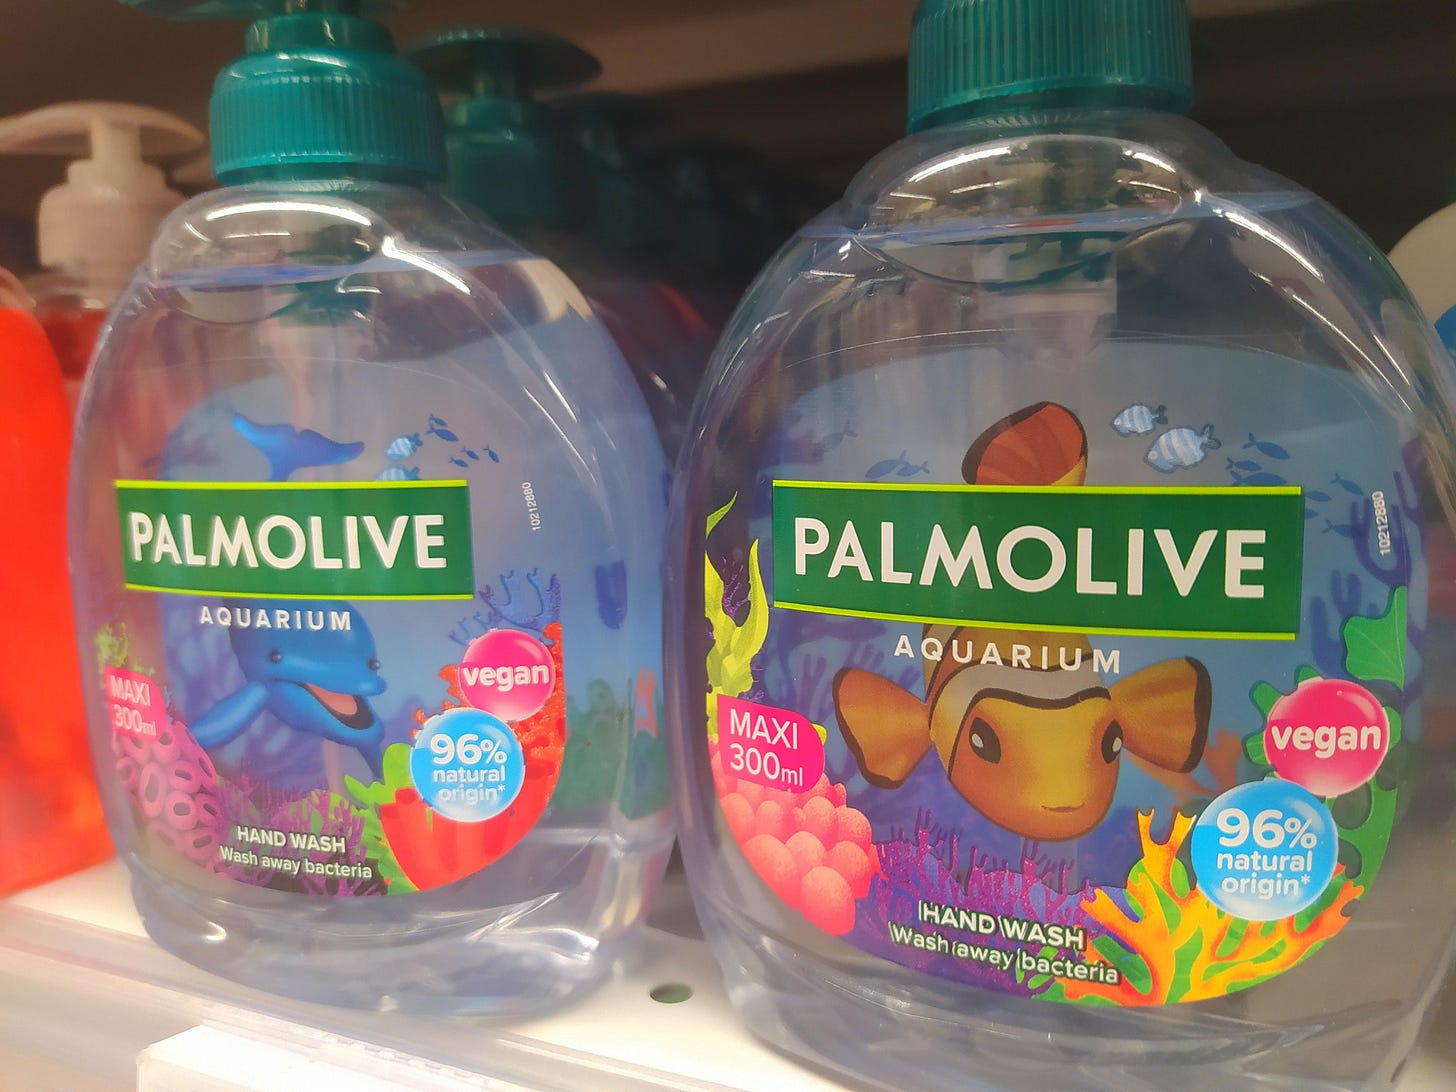 PALMOLIVE
AQUARIUM
10212880
vegan
MAXI
300ml
96%
natural
origin*
HAND WASH
Wash away bacteria
PALMOLIVE
AQUARIUM
10212880
vegan
MAXI
300ml
96%
natural
origin*
HAND WASH
Wash away bacteria